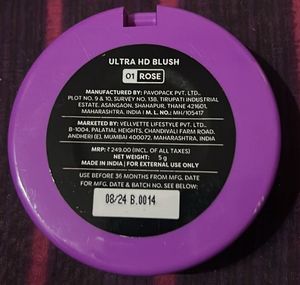 ULTRA HD BLUSH
01 ROSE
MANUFACTURED BY: PAVOPACK PVT. LTD.,
PLOT NO. 9 & 10, SURVEY NO. 138, TIRUPATI INDUSTRIAL
ESTATE, ASANGAON, SHAHAPUR, THANE 421601,
MAHARASHTRA, INDIA | M. L. NO.: MH/105417
MARKETED BY: VELLVETTE LIFESTYLE PVT. LTD.,
B-1004, PALATIAL HEIGHTS, CHANDIVALI FARM ROAD,
ANDHERI (E), MUMBAI 400072, MAHARASHTRA, INDIA
MRP: ₹249.00 (INCL. OF ALL TAXES)
NET WEIGHT: 5 g
MADE IN INDIA | FOR EXTERNAL USE ONLY
USE BEFORE 36 MONTHS FROM MFG. DATE
FOR MFG. DATE & BATCH NO. SEE BELOW:
08/24 B.0014